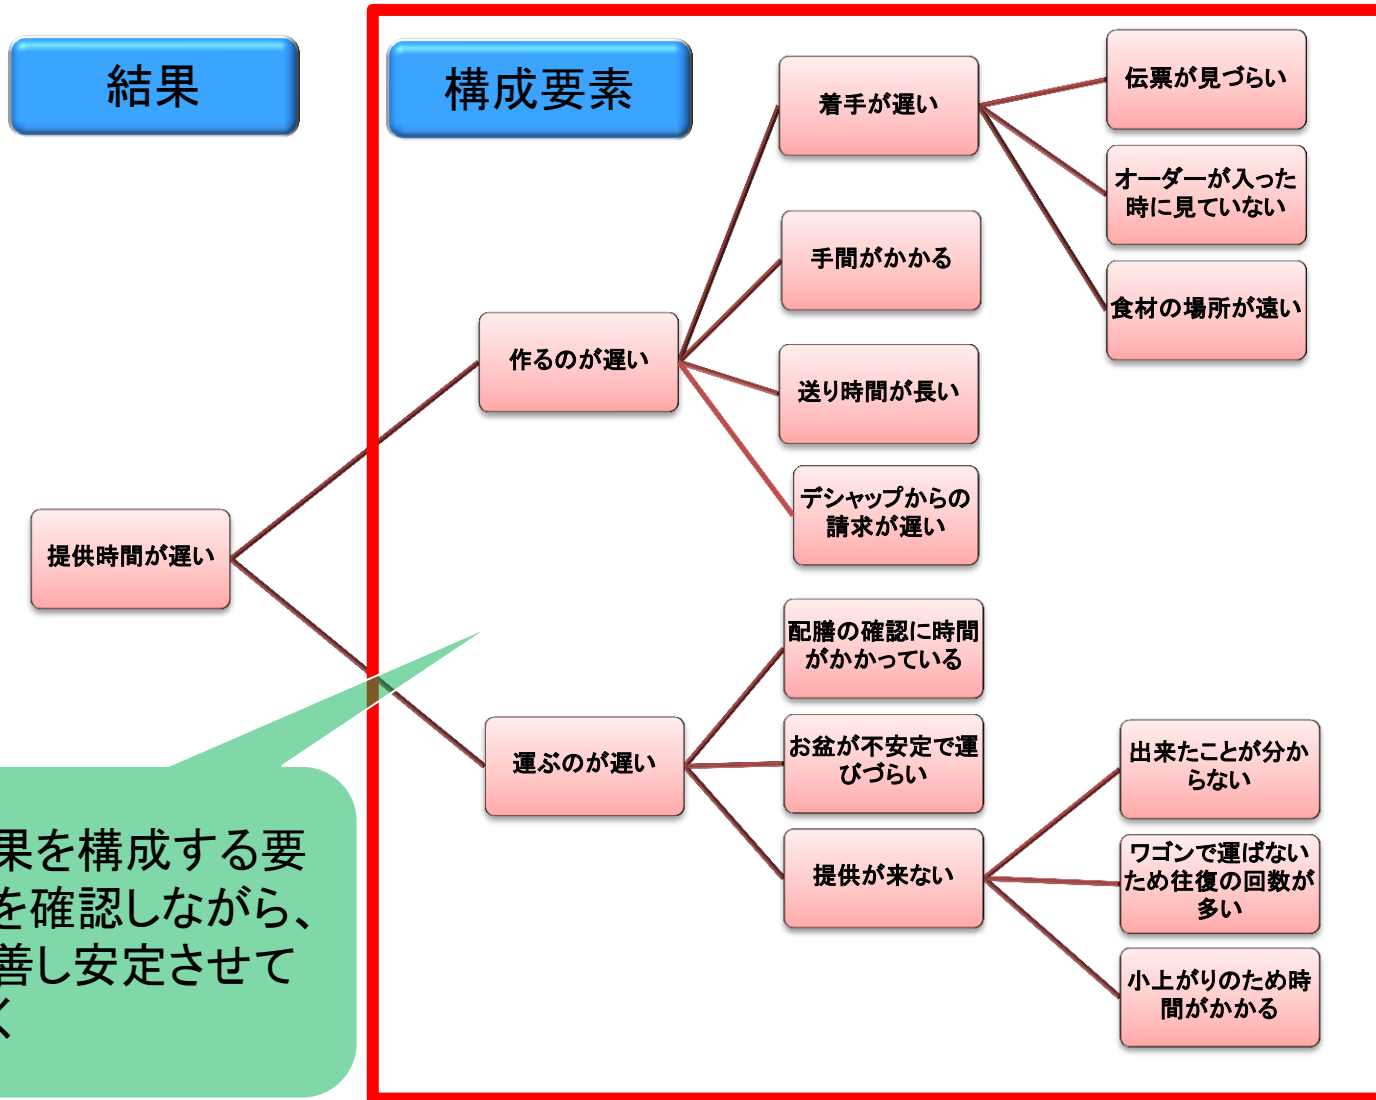 結果
構成要素
提供時間が遅い
作るのが遅い
着手が遅い
伝票が見づらい
オーダーが入った
時に見ていない
食材の場所が遠い
手間がかかる
送り時間が長い
デシャップからの
請求が遅い
運ぶのが遅い
配膳の確認に時間
がかかっている
お盆が不安定で運
びづらい
提供が来ない
出来たことが分か
らない
ワゴンで運ばない
ため往復の回数が
多い
小上がりのため時
間がかかる
果を構成する要
を確認しながら、
善し安定させて
く